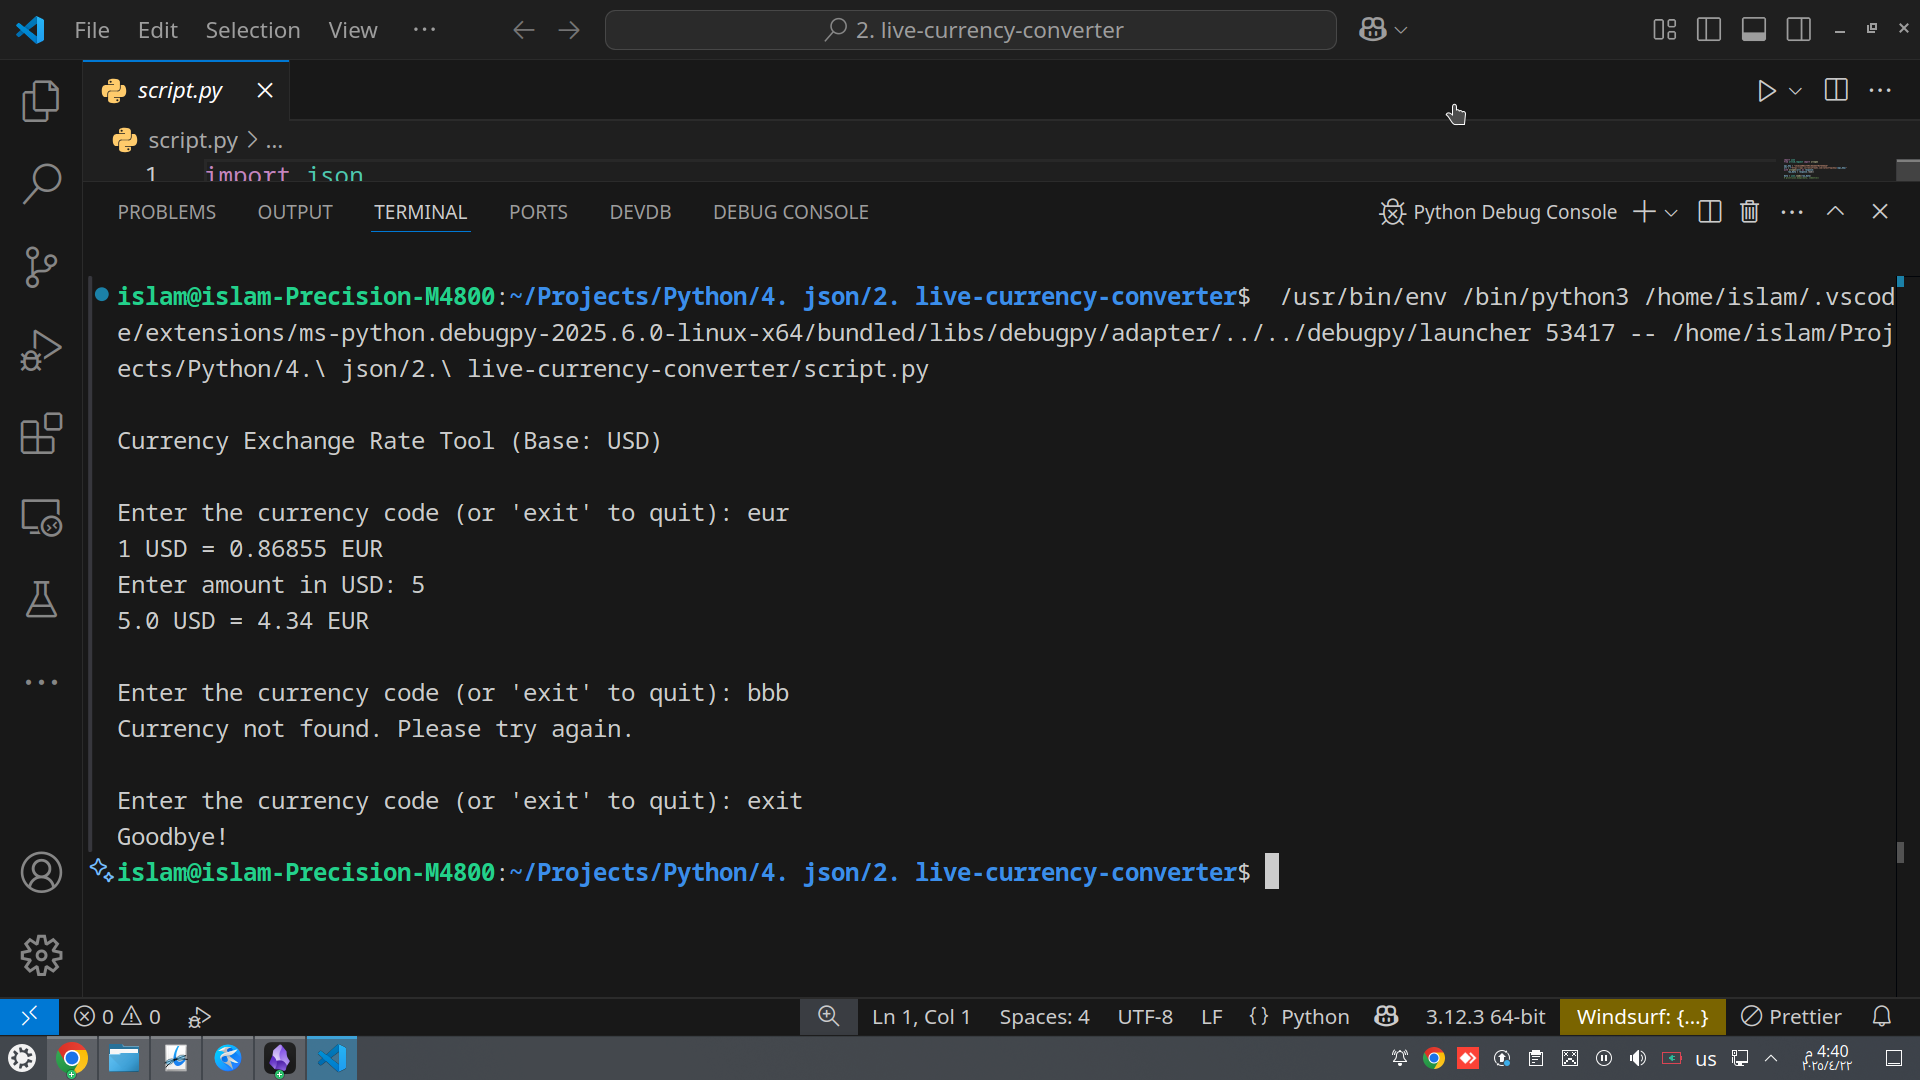 File Edit Selection View ··· 2. live-currency-converter
script.py
script.py > ...
1 import json
PROBLEMS OUTPUT TERMINAL PORTS DEVDB DEBUG CONSOLE Python Debug Console
islam@islam-Precision-M4800:~/Projects/Python/4. json/2. live-currency-converter$ /usr/bin/env /bin/python3 /home/islam/.vscod
e/extensions/ms-python.debugpy-2025.6.0-linux-x64/bundled/libs/debugpy/adapter/../../debugpy/launcher 53417 -- /home/islam/Proj
ects/Python/4.\ json/2.\ live-currency-converter/script.py
Currency Exchange Rate Tool (Base: USD)
Enter the currency code (or 'exit' to quit): eur
1 USD = 0.86855 EUR
Enter amount in USD: 5
5.0 USD = 4.34 EUR
Enter the currency code (or 'exit' to quit): bbb
Currency not found. Please try again.
Enter the currency code (or 'exit' to quit): exit
Goodbye!
islam@islam-Precision-M4800:~/Projects/Python/4. json/2. live-currency-converter$
0 0 Ln 1, Col 1 Spaces: 4 UTF-8 LF {} Python 3.12.3 64-bit Windsurf: {...} Prettier
us 4:40 م
٢٠٢٥/٤/٢٢